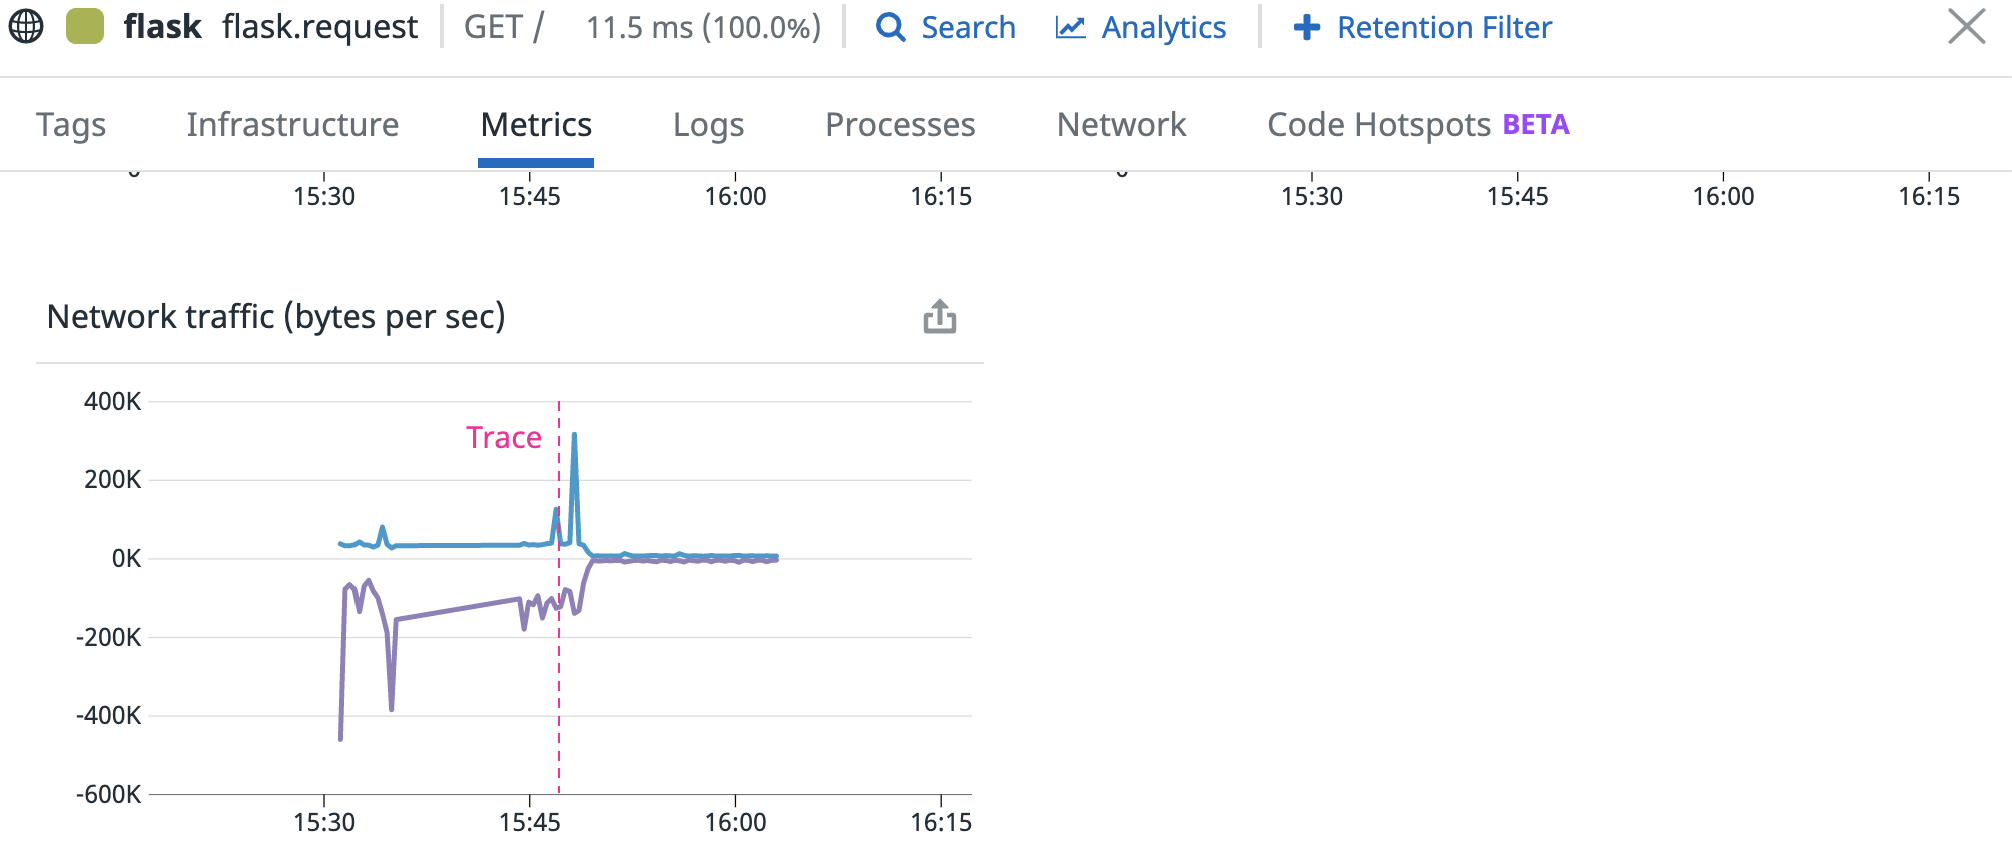 flask flask.request GET / 11.5 ms (100.0%) Search Analytics Retention Filter
Tags Infrastructure Metrics Logs Processes Network Code Hotspots BETA
15:30 15:45 16:00 16:15 15:30 15:45 16:00 16:15
Network traffic (bytes per sec)
400K
Trace
200K
0K
-200K
-400K
-600K
15:30 15:45 16:00 16:15